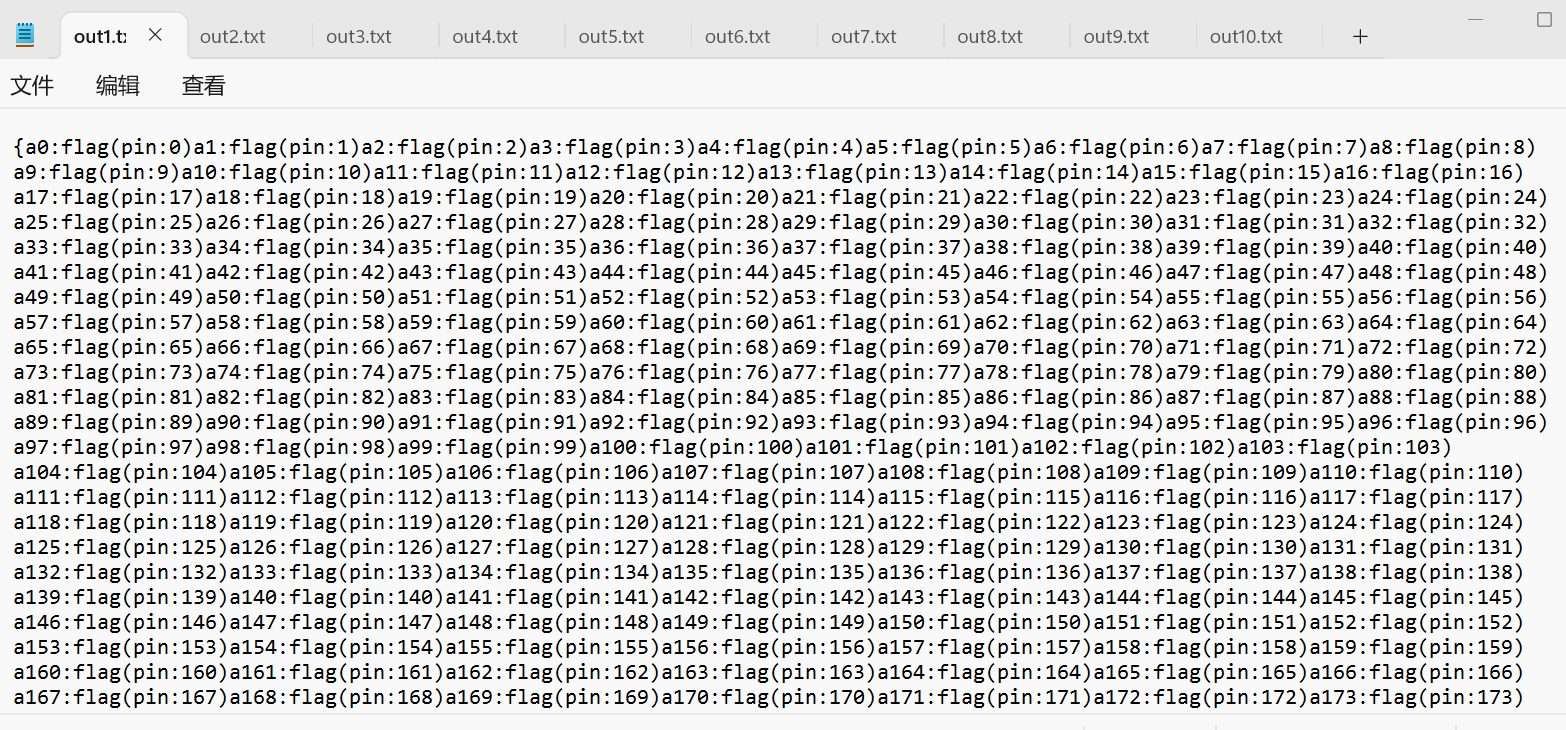 out1.t
out2.txt
out3.txt
out4.txt
out5.txt
out6.txt
out7.txt
out8.txt
out9.txt
out10.txt
文件 编辑 查看
{a0:flag(pin:0)a1:flag(pin:1)a2:flag(pin:2)a3:flag(pin:3)a4:flag(pin:4)a5:flag(pin:5)a6:flag(pin:6)a7:flag(pin:7)a8:flag(pin:8)
a9:flag(pin:9)a10:flag(pin:10)a11:flag(pin:11)a12:flag(pin:12)a13:flag(pin:13)a14:flag(pin:14)a15:flag(pin:15)a16:flag(pin:16)
a17:flag(pin:17)a18:flag(pin:18)a19:flag(pin:19)a20:flag(pin:20)a21:flag(pin:21)a22:flag(pin:22)a23:flag(pin:23)a24:flag(pin:24)
a25:flag(pin:25)a26:flag(pin:26)a27:flag(pin:27)a28:flag(pin:28)a29:flag(pin:29)a30:flag(pin:30)a31:flag(pin:31)a32:flag(pin:32)
a33:flag(pin:33)a34:flag(pin:34)a35:flag(pin:35)a36:flag(pin:36)a37:flag(pin:37)a38:flag(pin:38)a39:flag(pin:39)a40:flag(pin:40)
a41:flag(pin:41)a42:flag(pin:42)a43:flag(pin:43)a44:flag(pin:44)a45:flag(pin:45)a46:flag(pin:46)a47:flag(pin:47)a48:flag(pin:48)
a49:flag(pin:49)a50:flag(pin:50)a51:flag(pin:51)a52:flag(pin:52)a53:flag(pin:53)a54:flag(pin:54)a55:flag(pin:55)a56:flag(pin:56)
a57:flag(pin:57)a58:flag(pin:58)a59:flag(pin:59)a60:flag(pin:60)a61:flag(pin:61)a62:flag(pin:62)a63:flag(pin:63)a64:flag(pin:64)
a65:flag(pin:65)a66:flag(pin:66)a67:flag(pin:67)a68:flag(pin:68)a69:flag(pin:69)a70:flag(pin:70)a71:flag(pin:71)a72:flag(pin:72)
a73:flag(pin:73)a74:flag(pin:74)a75:flag(pin:75)a76:flag(pin:76)a77:flag(pin:77)a78:flag(pin:78)a79:flag(pin:79)a80:flag(pin:80)
a81:flag(pin:81)a82:flag(pin:82)a83:flag(pin:83)a84:flag(pin:84)a85:flag(pin:85)a86:flag(pin:86)a87:flag(pin:87)a88:flag(pin:88)
a89:flag(pin:89)a90:flag(pin:90)a91:flag(pin:91)a92:flag(pin:92)a93:flag(pin:93)a94:flag(pin:94)a95:flag(pin:95)a96:flag(pin:96)
a97:flag(pin:97)a98:flag(pin:98)a99:flag(pin:99)a100:flag(pin:100)a101:flag(pin:101)a102:flag(pin:102)a103:flag(pin:103)
a104:flag(pin:104)a105:flag(pin:105)a106:flag(pin:106)a107:flag(pin:107)a108:flag(pin:108)a109:flag(pin:109)a110:flag(pin:110)
a111:flag(pin:111)a112:flag(pin:112)a113:flag(pin:113)a114:flag(pin:114)a115:flag(pin:115)a116:flag(pin:116)a117:flag(pin:117)
a118:flag(pin:118)a119:flag(pin:119)a120:flag(pin:120)a121:flag(pin:121)a122:flag(pin:122)a123:flag(pin:123)a124:flag(pin:124)
a125:flag(pin:125)a126:flag(pin:126)a127:flag(pin:127)a128:flag(pin:128)a129:flag(pin:129)a130:flag(pin:130)a131:flag(pin:131)
a132:flag(pin:132)a133:flag(pin:133)a134:flag(pin:134)a135:flag(pin:135)a136:flag(pin:136)a137:flag(pin:137)a138:flag(pin:138)
a139:flag(pin:139)a140:flag(pin:140)a141:flag(pin:141)a142:flag(pin:142)a143:flag(pin:143)a144:flag(pin:144)a145:flag(pin:145)
a146:flag(pin:146)a147:flag(pin:147)a148:flag(pin:148)a149:flag(pin:149)a150:flag(pin:150)a151:flag(pin:151)a152:flag(pin:152)
a153:flag(pin:153)a154:flag(pin:154)a155:flag(pin:155)a156:flag(pin:156)a157:flag(pin:157)a158:flag(pin:158)a159:flag(pin:159)
a160:flag(pin:160)a161:flag(pin:161)a162:flag(pin:162)a163:flag(pin:163)a164:flag(pin:164)a165:flag(pin:165)a166:flag(pin:166)
a167:flag(pin:167)a168:flag(pin:168)a169:flag(pin:169)a170:flag(pin:170)a171:flag(pin:171)a172:flag(pin:172)a173:flag(pin:173)